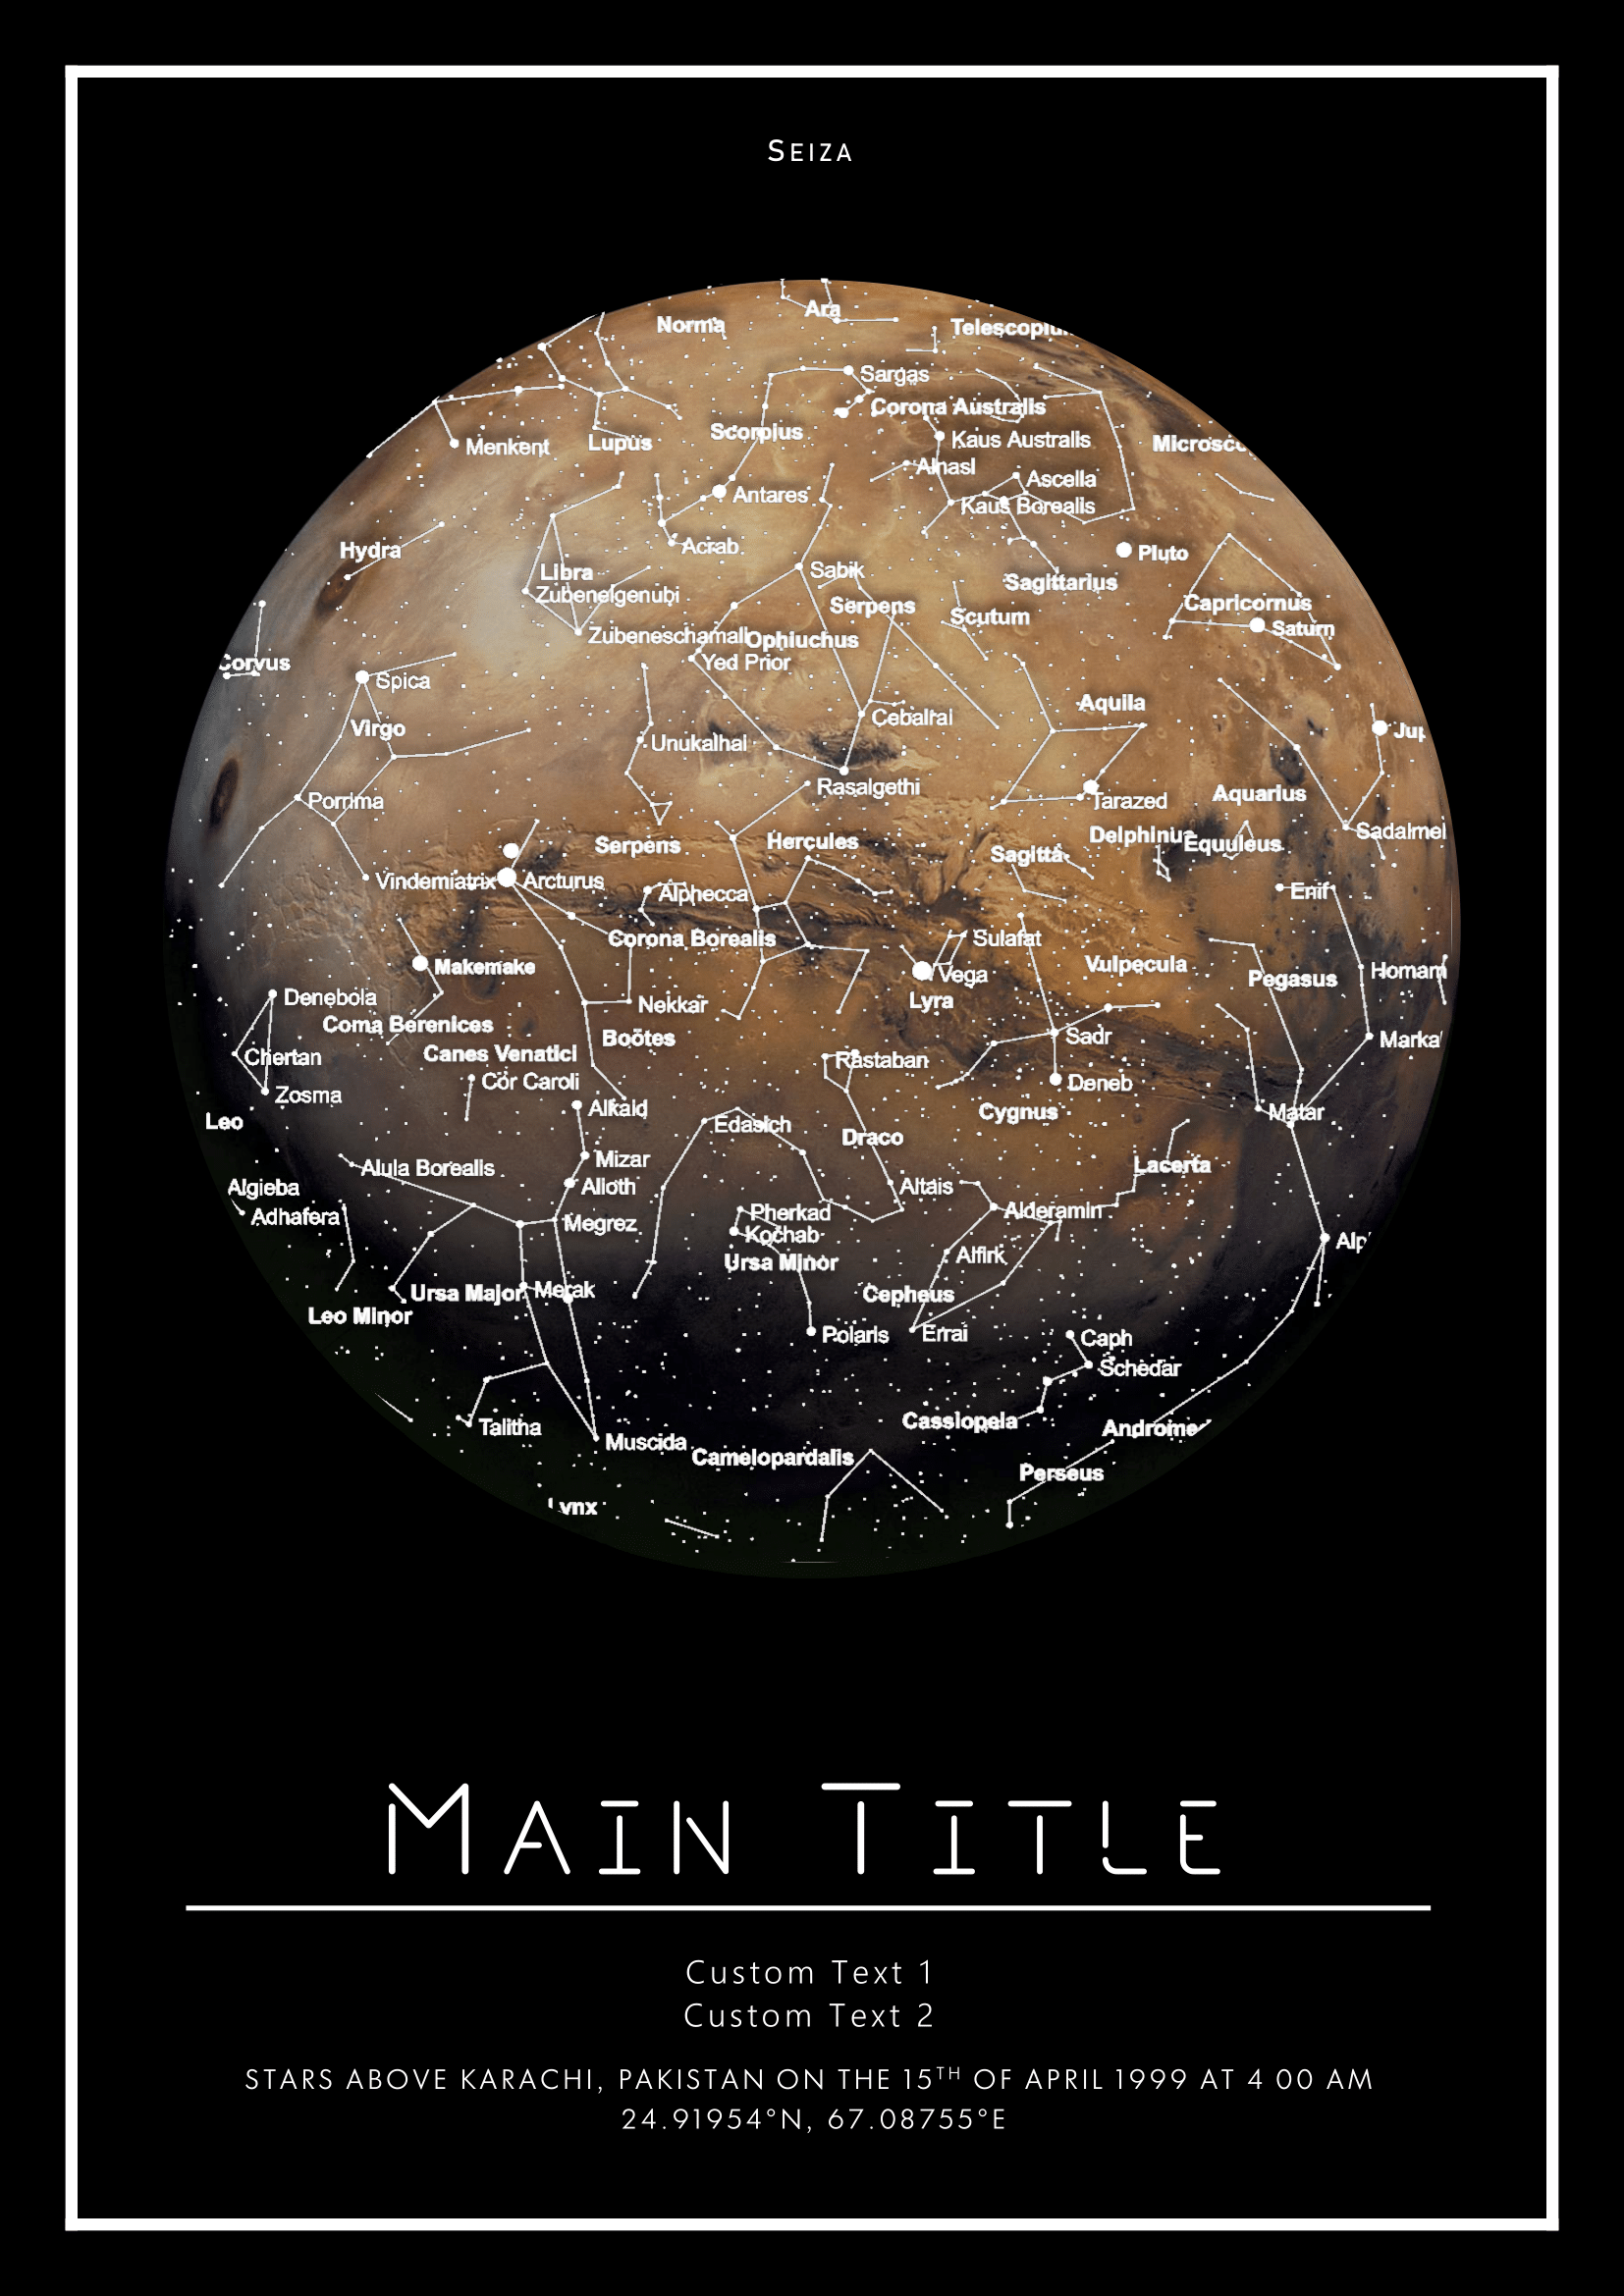 SEIZA
Ara
Norma
Telescopiu
Sargas
Corona Australis
Scorpius
Kaus Australis
Menkent
Lupus
Microsc
Alnasl
Ascella
Antares
Kaus Borealis
Acrab
Hydra
Pluto
Libra
Sabik
Sagittarius
Zubenelgenubi
Serpens
Capricornus
Scutum
Saturn
Zubeneschamali
Ophiuchus
Corvus
Yed Prior
Spica
Aquila
Cebalrai
Virgo
Jup
Unukalhai
Rasalgethi
Aquarius
Porrima
Tarazed
Sadalmel
Delphinus
Serpens
Hercules
Equuleus
Sagitta
Vindemiatrix
Arcturus
Alphecca
Enif
Corona Borealis
Sulafat
Makemake
Vulpecula
Homam
Vega
Pegasus
Denebola
Nekkar
Lyra
Coma Berenices
Boötes
Sadr
Marka
Canes Venatici
Chertan
Rastaban
Cor Caroli
Deneb
Zosma
Alkaid
Cygnus
Matar
Leo
Edasich
Draco
Mizar
Alula Borealis
Lacerta
Algieba
Alioth
Altais
Adhafera
Pherkad
Alderamin
Megrez
Kochab
Alp
Ursa Minor
Alfirk
Ursa Major
Merak
Cepheus
Leo Minor
Polaris
Errai
Caph
Schedar
Cassiopeia
Talitha
Andromed
Muscida
Camelopardalis
Perseus
Lynx
MAIN TITLE
Custom Text 1
Custom Text 2
STARS ABOVE KARACHI, PAKISTAN ON THE 15TH OF APRIL 1999 AT 4 00 AM
24.91954°N, 67.08755°E